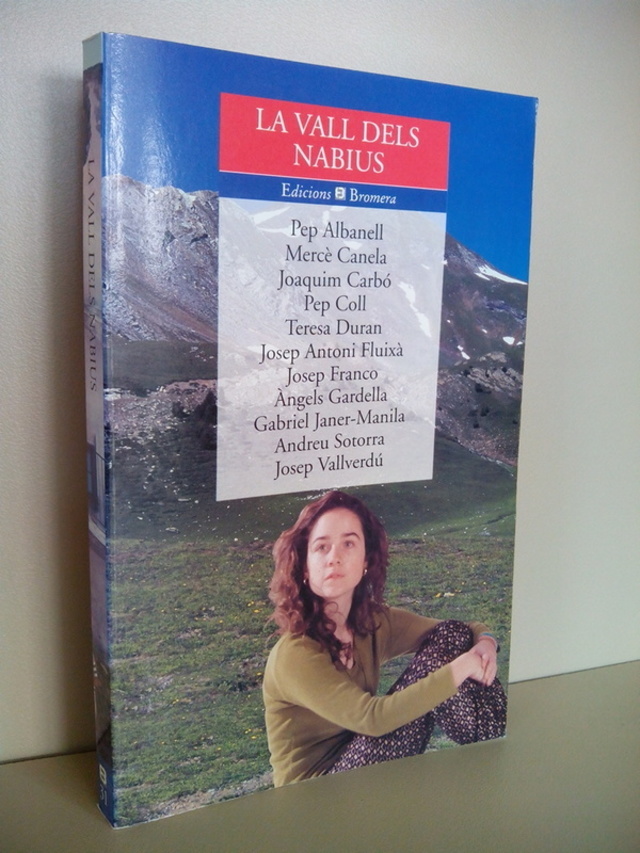 LA VALL DELS
NABIUS
Edicions Bromera
Pep Albanell
Mercè Canela
Joaquim Carbó
Pep Coll
Teresa Duran
Josep Antoni Fluixà
Josep Franco
Àngels Gardella
Gabriel Janer-Manila
Andreu Sotorra
Josep Vallverdú
LA VALL DELS NABIUS
31